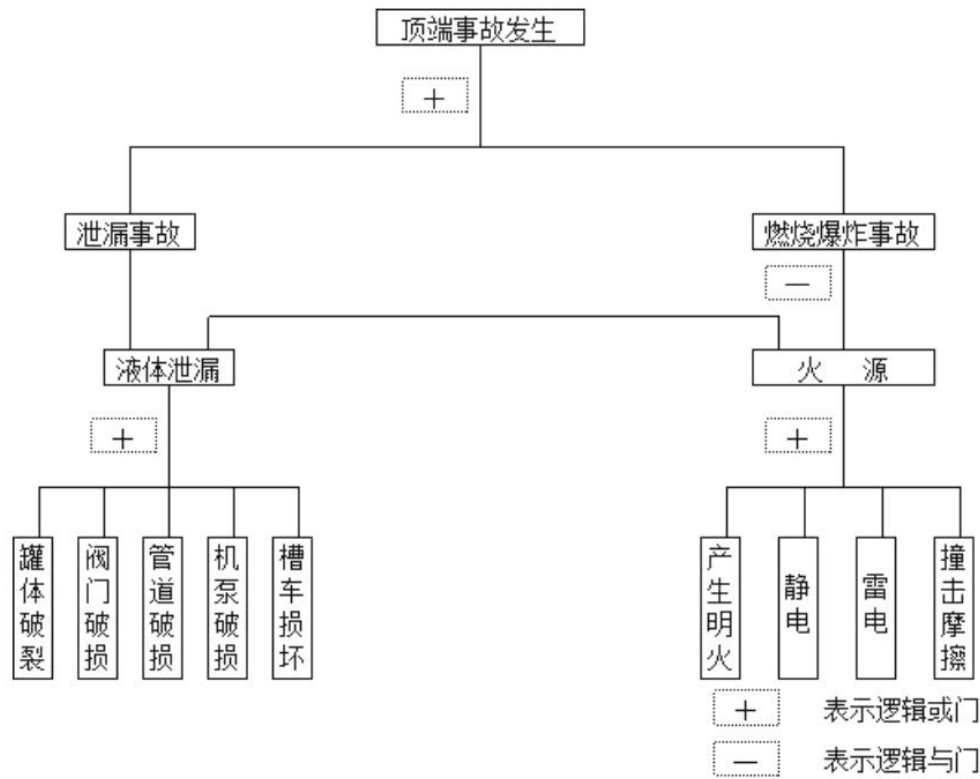 顶端事故发生
+
泄漏事故
燃烧爆炸事故
—
液体泄漏
火 源
+
+
罐体破裂
阀门破损
管道破损
机泵破损
槽车损坏
产生明火
静电
雷电
撞击摩擦
+ 表示逻辑或门
— 表示逻辑与门